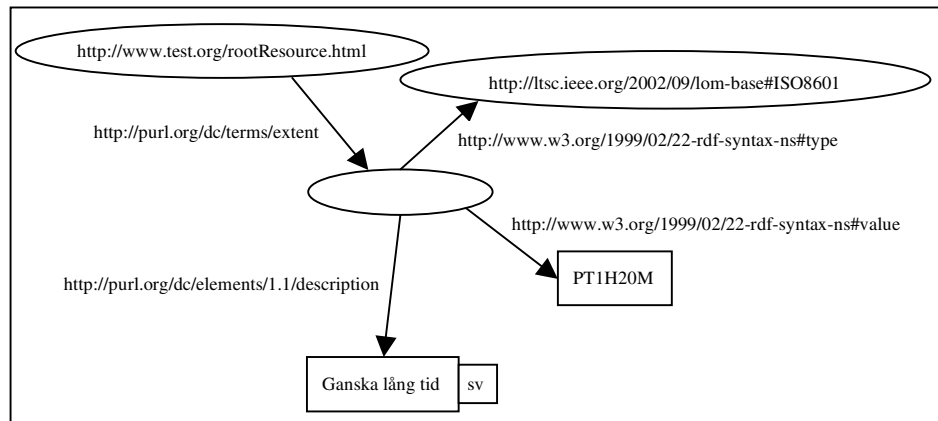 http://www.test.org/rootResource.html
http://ltsc.ieee.org/2002/09/lom-base#ISO8601
http://purl.org/dc/terms/extent
http://www.w3.org/1999/02/22-rdf-syntax-ns#type
http://www.w3.org/1999/02/22-rdf-syntax-ns#value
http://purl.org/dc/elements/1.1/description
PT1H20M
Ganska lång tid
sv